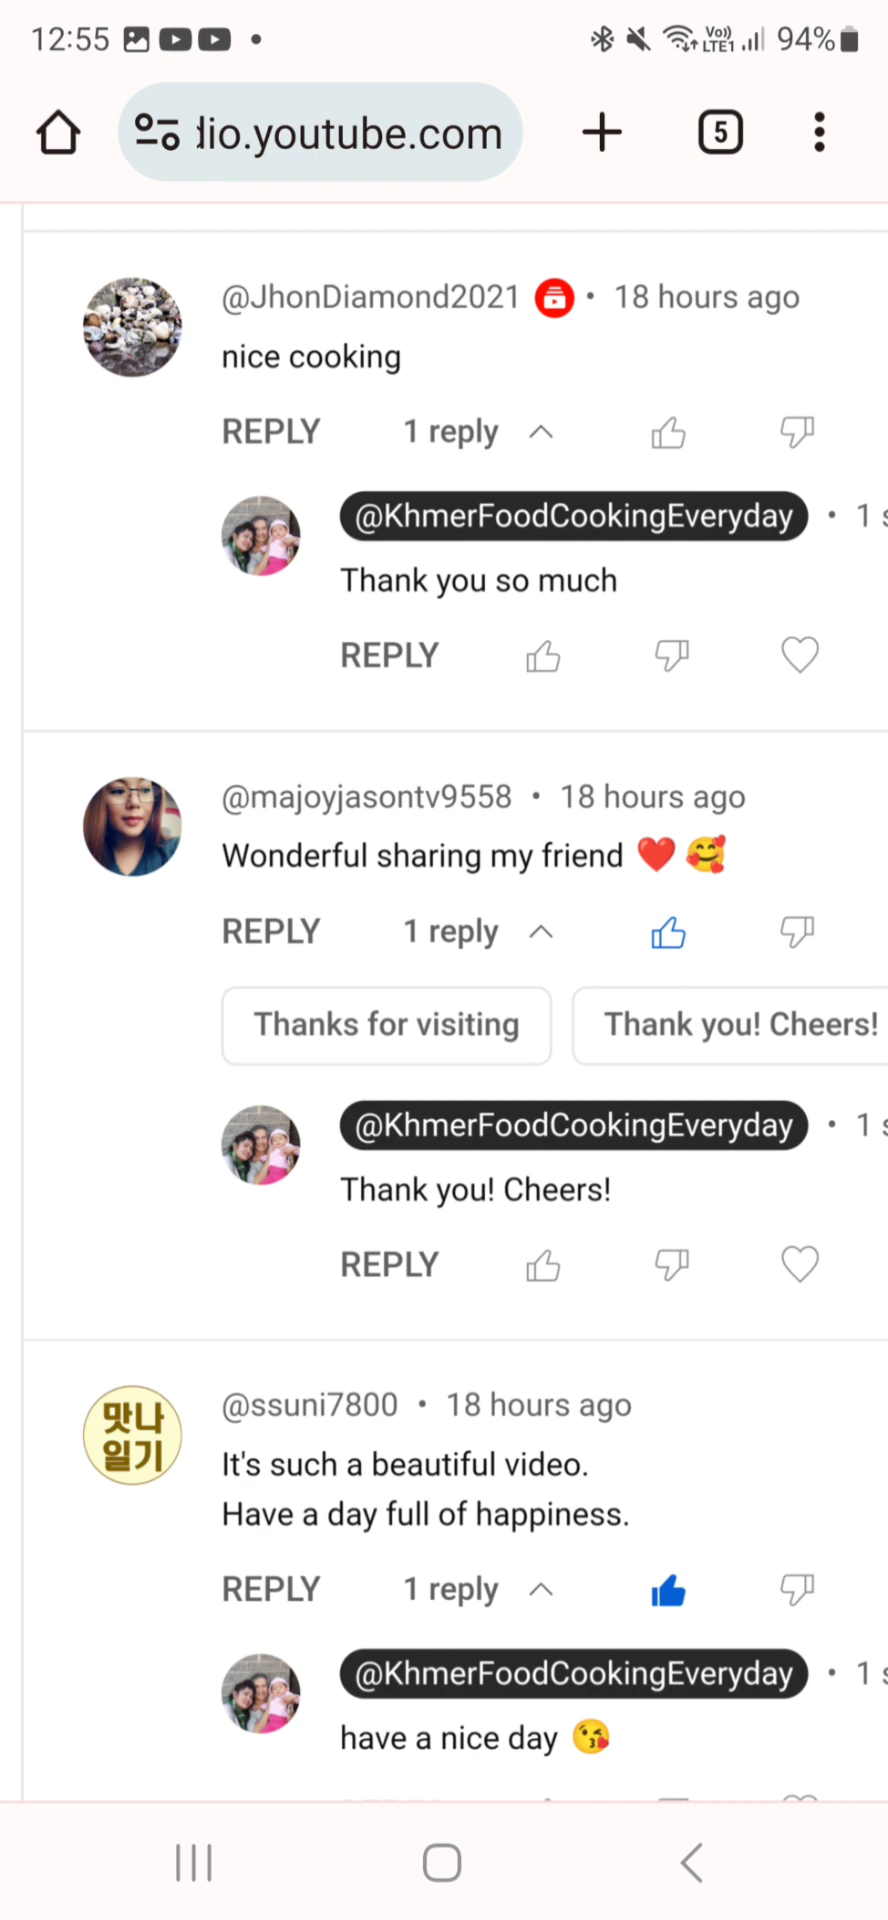 12:55
Vo)) LTE1 94%
dio.youtube.com
5
@JhonDiamond2021 • 18 hours ago
nice cooking
REPLY 1 reply
@KhmerFoodCookingEveryday • 1 s
Thank you so much
REPLY
@majoyjasontv9558 • 18 hours ago
Wonderful sharing my friend ❤️ 🥰
REPLY 1 reply
Thanks for visiting Thank you! Cheers!
@KhmerFoodCookingEveryday • 1 s
Thank you! Cheers!
REPLY
맛나
일기
@ssuni7800 • 18 hours ago
It's such a beautiful video.
Have a day full of happiness.
REPLY 1 reply
@KhmerFoodCookingEveryday • 1 s
have a nice day 😘